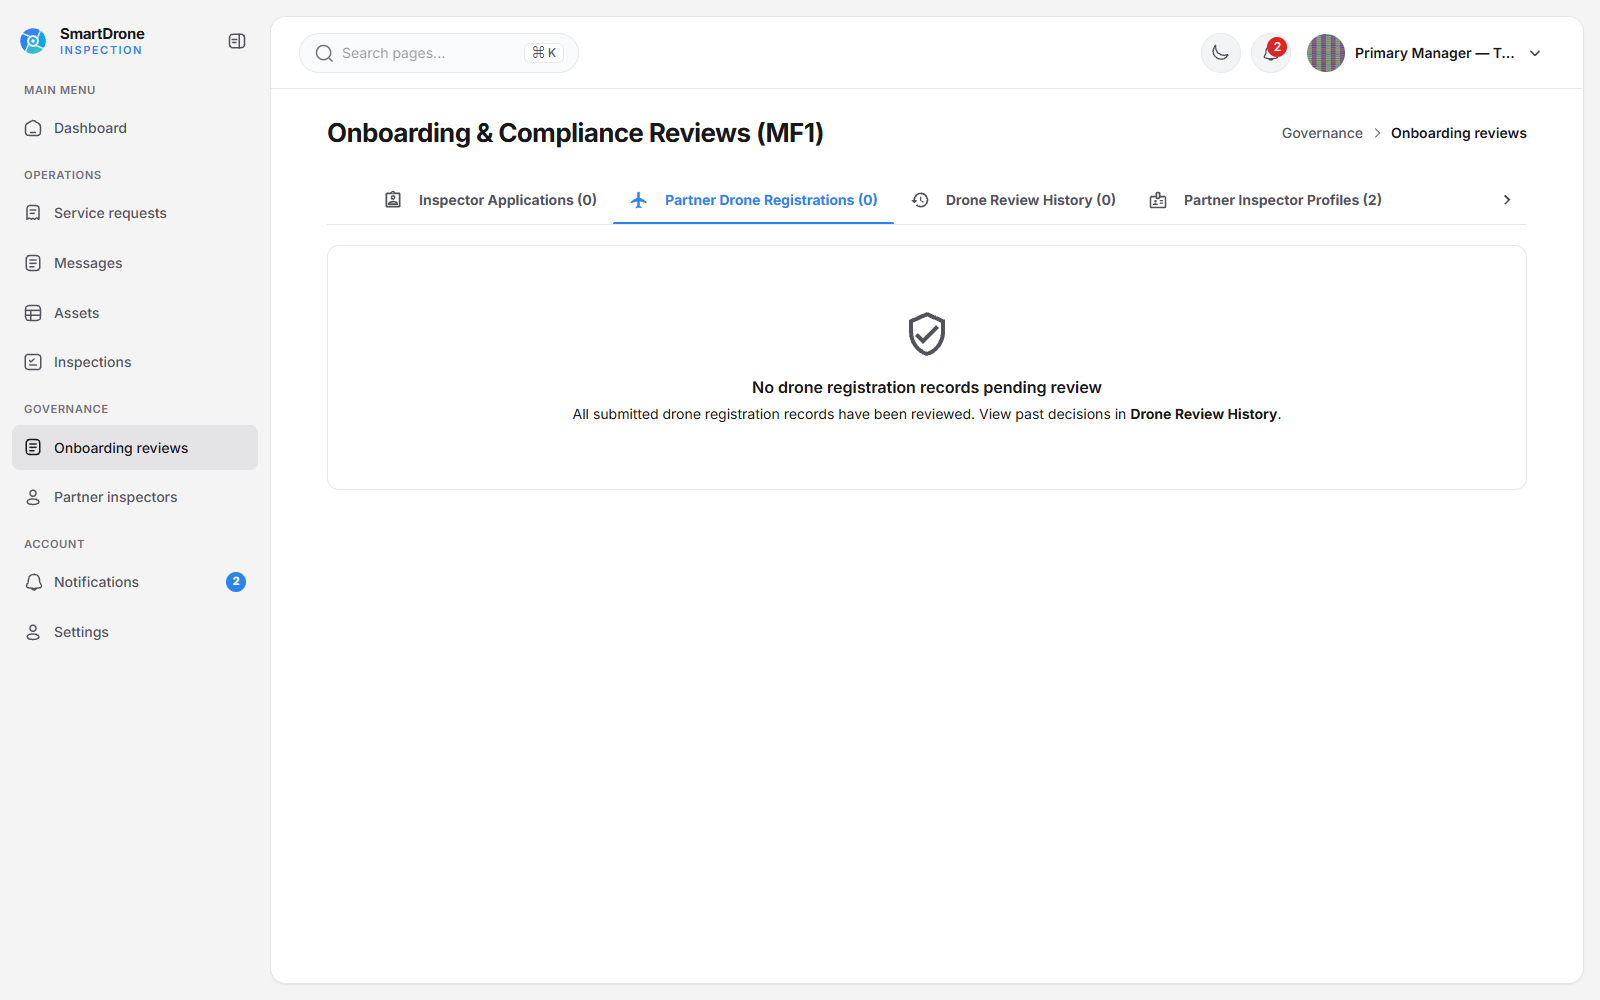 SmartDrone
INSPECTION
MAIN MENU
Dashboard
OPERATIONS
Service requests
Messages
Assets
Inspections
GOVERNANCE
Onboarding reviews
Partner inspectors
ACCOUNT
Notifications
2
Settings
Search pages...
⌘ K
2
Primary Manager — T...
Onboarding & Compliance Reviews (MF1)
Governance
Onboarding reviews
Inspector Applications (0)
Partner Drone Registrations (0)
Drone Review History (0)
Partner Inspector Profiles (2)
No drone registration records pending review
All submitted drone registration records have been reviewed. View past decisions in Drone Review History.